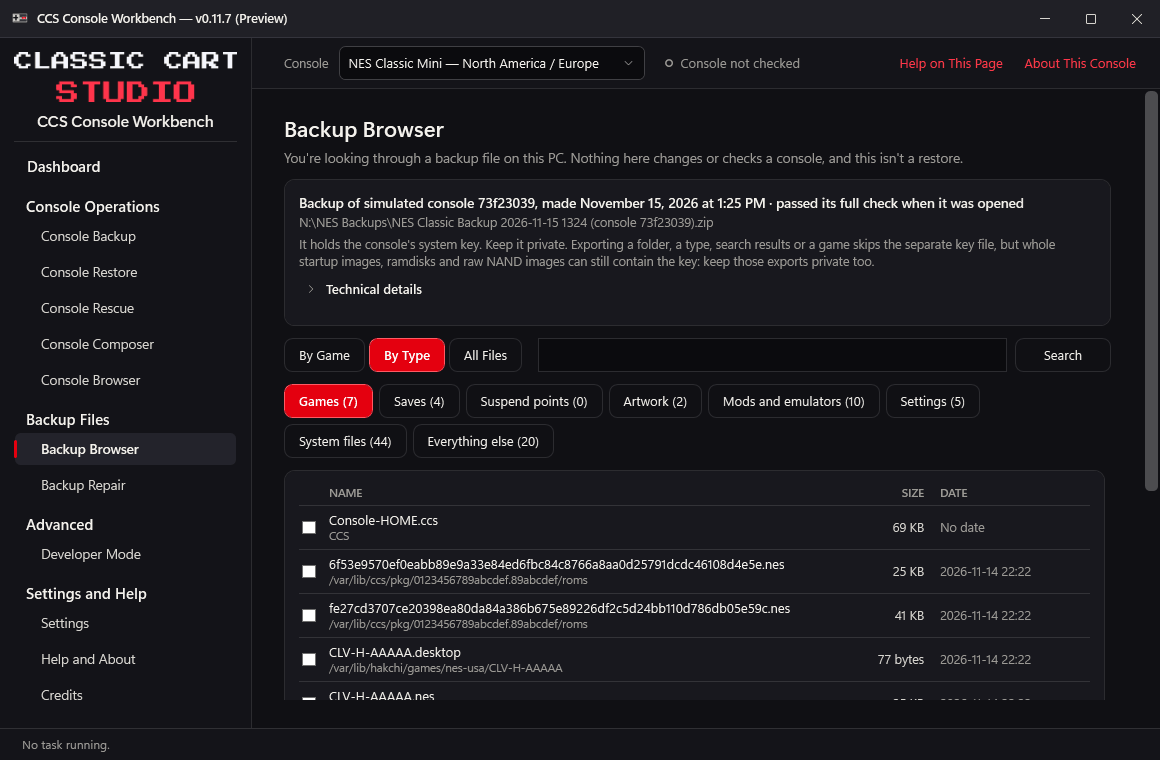 CCS Console Workbench — v0.11.7 (Preview)
CLASSIC CART
STUDIO
CCS Console Workbench
Dashboard
Console Operations
Console Backup
Console Restore
Console Rescue
Console Composer
Console Browser
Backup Files
Backup Browser
Backup Repair
Advanced
Developer Mode
Settings and Help
Settings
Help and About
Credits
Console
NES Classic Mini — North America / Europe
Console not checked
Help on This Page
About This Console
Backup Browser
You're looking through a backup file on this PC. Nothing here changes or checks a console, and this isn't a restore.
Backup of simulated console 73f23039, made November 15, 2026 at 1:25 PM · passed its full check when it was opened
N:\NES Backups\NES Classic Backup 2026-11-15 1324 (console 73f23039).zip
It holds the console's system key. Keep it private. Exporting a folder, a type, search results or a game skips the separate key file, but whole
startup images, ramdisks and raw NAND images can still contain the key: keep those exports private too.
Technical details
By Game
By Type
All Files
Search
Games (7)
Saves (4)
Suspend points (0)
Artwork (2)
Mods and emulators (10)
Settings (5)
System files (44)
Everything else (20)
NAME SIZE DATE
Console-HOME.ccs 69 KB No date
CCS
6f53e9570ef0eabb89e9a33e84ed6fbc84c8766a8aa0d25791dcdc46108d4e5e.nes 25 KB 2026-11-14 22:22
/var/lib/ccs/pkg/0123456789abcdef.89abcdef/roms
fe27cd3707ce20398ea80da84a386b675e89226df2c5d24bb110d786db05e59c.nes 41 KB 2026-11-14 22:22
/var/lib/ccs/pkg/0123456789abcdef.89abcdef/roms
CLV-H-AAAAA.desktop 77 bytes 2026-11-14 22:22
/var/lib/hakchi/games/nes-usa/CLV-H-AAAAA
CLV-H-AAAAA.nes
No task running.